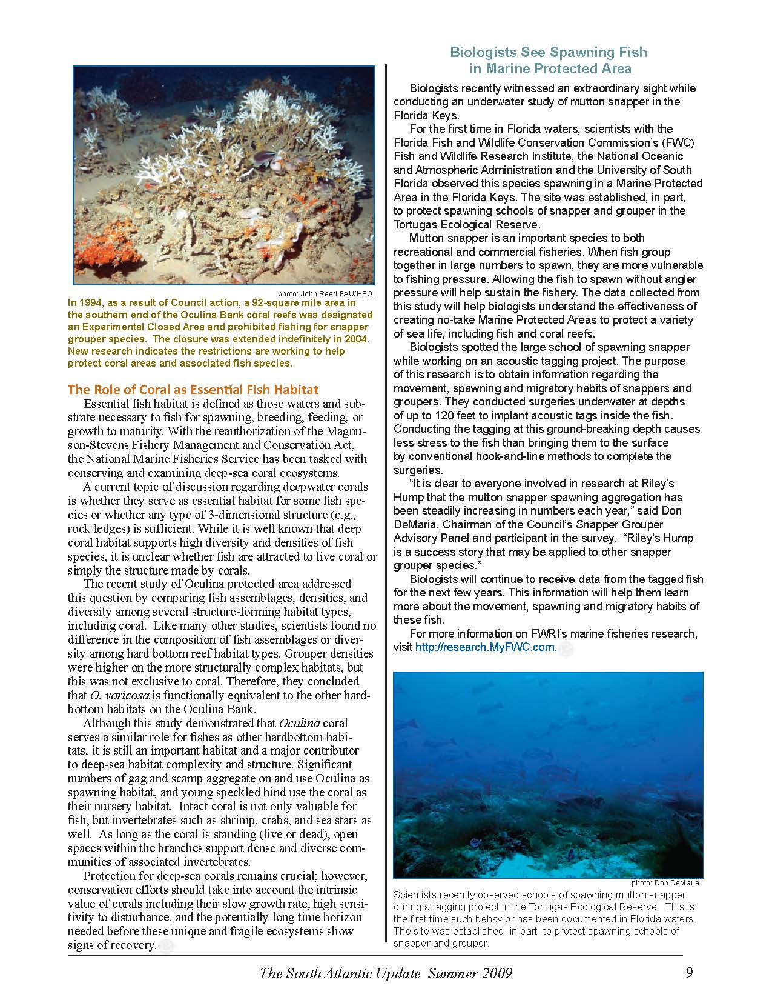 photo: John Reed FAU/HBOI
In 1994, as a result of Council action, a 92-square mile area in
the southern end of the Oculina Bank coral reefs was designated
an Experimental Closed Area and prohibited fishing for snapper
grouper species.  The closure was extended indefinitely in 2004.
New research indicates the restrictions are working to help
protect coral areas and associated fish species.
The Role of Coral as Essential Fish Habitat
Essential fish habitat is defined as those waters and sub-
strate necessary to fish for spawning, breeding, feeding, or
growth to maturity. With the reauthorization of the Magnu-
son-Stevens Fishery Management and Conservation Act,
the National Marine Fisheries Service has been tasked with
conserving and examining deep-sea coral ecosystems.
A current topic of discussion regarding deepwater corals
is whether they serve as essential habitat for some fish spe-
cies or whether any type of 3-dimensional structure (e.g.,
rock ledges) is sufficient. While it is well known that deep
coral habitat supports high diversity and densities of fish
species, it is unclear whether fish are attracted to live coral or
simply the structure made by corals.
The recent study of Oculina protected area addressed
this question by comparing fish assemblages, densities, and
diversity among several structure-forming habitat types,
including coral.  Like many other studies, scientists found no
difference in the composition of fish assemblages or diver-
sity among hard bottom reef habitat types. Grouper densities
were higher on the more structurally complex habitats, but
this was not exclusive to coral. Therefore, they concluded
that O. varicosa is functionally equivalent to the other hard-
bottom habitats on the Oculina Bank.
Although this study demonstrated that Oculina coral
serves a similar role for fishes as other hardbottom habi-
tats, it is still an important habitat and a major contributor
to deep-sea habitat complexity and structure. Significant
numbers of gag and scamp aggregate on and use Oculina as
spawning habitat, and young speckled hind use the coral as
their nursery habitat.  Intact coral is not only valuable for
fish, but invertebrates such as shrimp, crabs, and sea stars as
well.  As long as the coral is standing (live or dead), open
spaces within the branches support dense and diverse com-
munities of associated invertebrates.
Protection for deep-sea corals remains crucial; however,
conservation efforts should take into account the intrinsic
value of corals including their slow growth rate, high sensi-
tivity to disturbance, and the potentially long time horizon
needed before these unique and fragile ecosystems show
signs of recovery.
Biologists See Spawning Fish
in Marine Protected Area
Biologists recently witnessed an extraordinary sight while
conducting an underwater study of mutton snapper in the
Florida Keys.
For the first time in Florida waters, scientists with the
Florida Fish and Wildlife Conservation Commission's (FWC)
Fish and Wildlife Research Institute, the National Oceanic
and Atmospheric Administration and the University of South
Florida observed this species spawning in a Marine Protected
Area in the Florida Keys. The site was established, in part,
to protect spawning schools of snapper and grouper in the
Tortugas Ecological Reserve.
Mutton snapper is an important species to both
recreational and commercial fisheries. When fish group
together in large numbers to spawn, they are more vulnerable
to fishing pressure. Allowing the fish to spawn without angler
pressure will help sustain the fishery. The data collected from
this study will help biologists understand the effectiveness of
creating no-take Marine Protected Areas to protect a variety
of sea life, including fish and coral reefs.
Biologists spotted the large school of spawning snapper
while working on an acoustic tagging project. The purpose
of this research is to obtain information regarding the
movement, spawning and migratory habits of snappers and
groupers. They conducted surgeries underwater at depths
of up to 120 feet to implant acoustic tags inside the fish.
Conducting the tagging at this ground-breaking depth causes
less stress to the fish than bringing them to the surface
by conventional hook-and-line methods to complete the
surgeries.
“It is clear to everyone involved in research at Riley's
Hump that the mutton snapper spawning aggregation has
been steadily increasing in numbers each year,” said Don
DeMaria, Chairman of the Council's Snapper Grouper
Advisory Panel and participant in the survey.  “Riley's Hump
is a success story that may be applied to other snapper
grouper species.”
Biologists will continue to receive data from the tagged fish
for the next few years. This information will help them learn
more about the movement, spawning and migratory habits of
these fish.
For more information on FWRI's marine fisheries research,
visit http://research.MyFWC.com.
photo: Don DeMaria
Scientists recently observed schools of spawning mutton snapper
during a tagging project in the Tortugas Ecological Reserve.  This is
the first time such behavior has been documented in Florida waters.
The site was established, in part, to protect spawning schools of
snapper and grouper.
The South Atlantic Update  Summer 2009
9